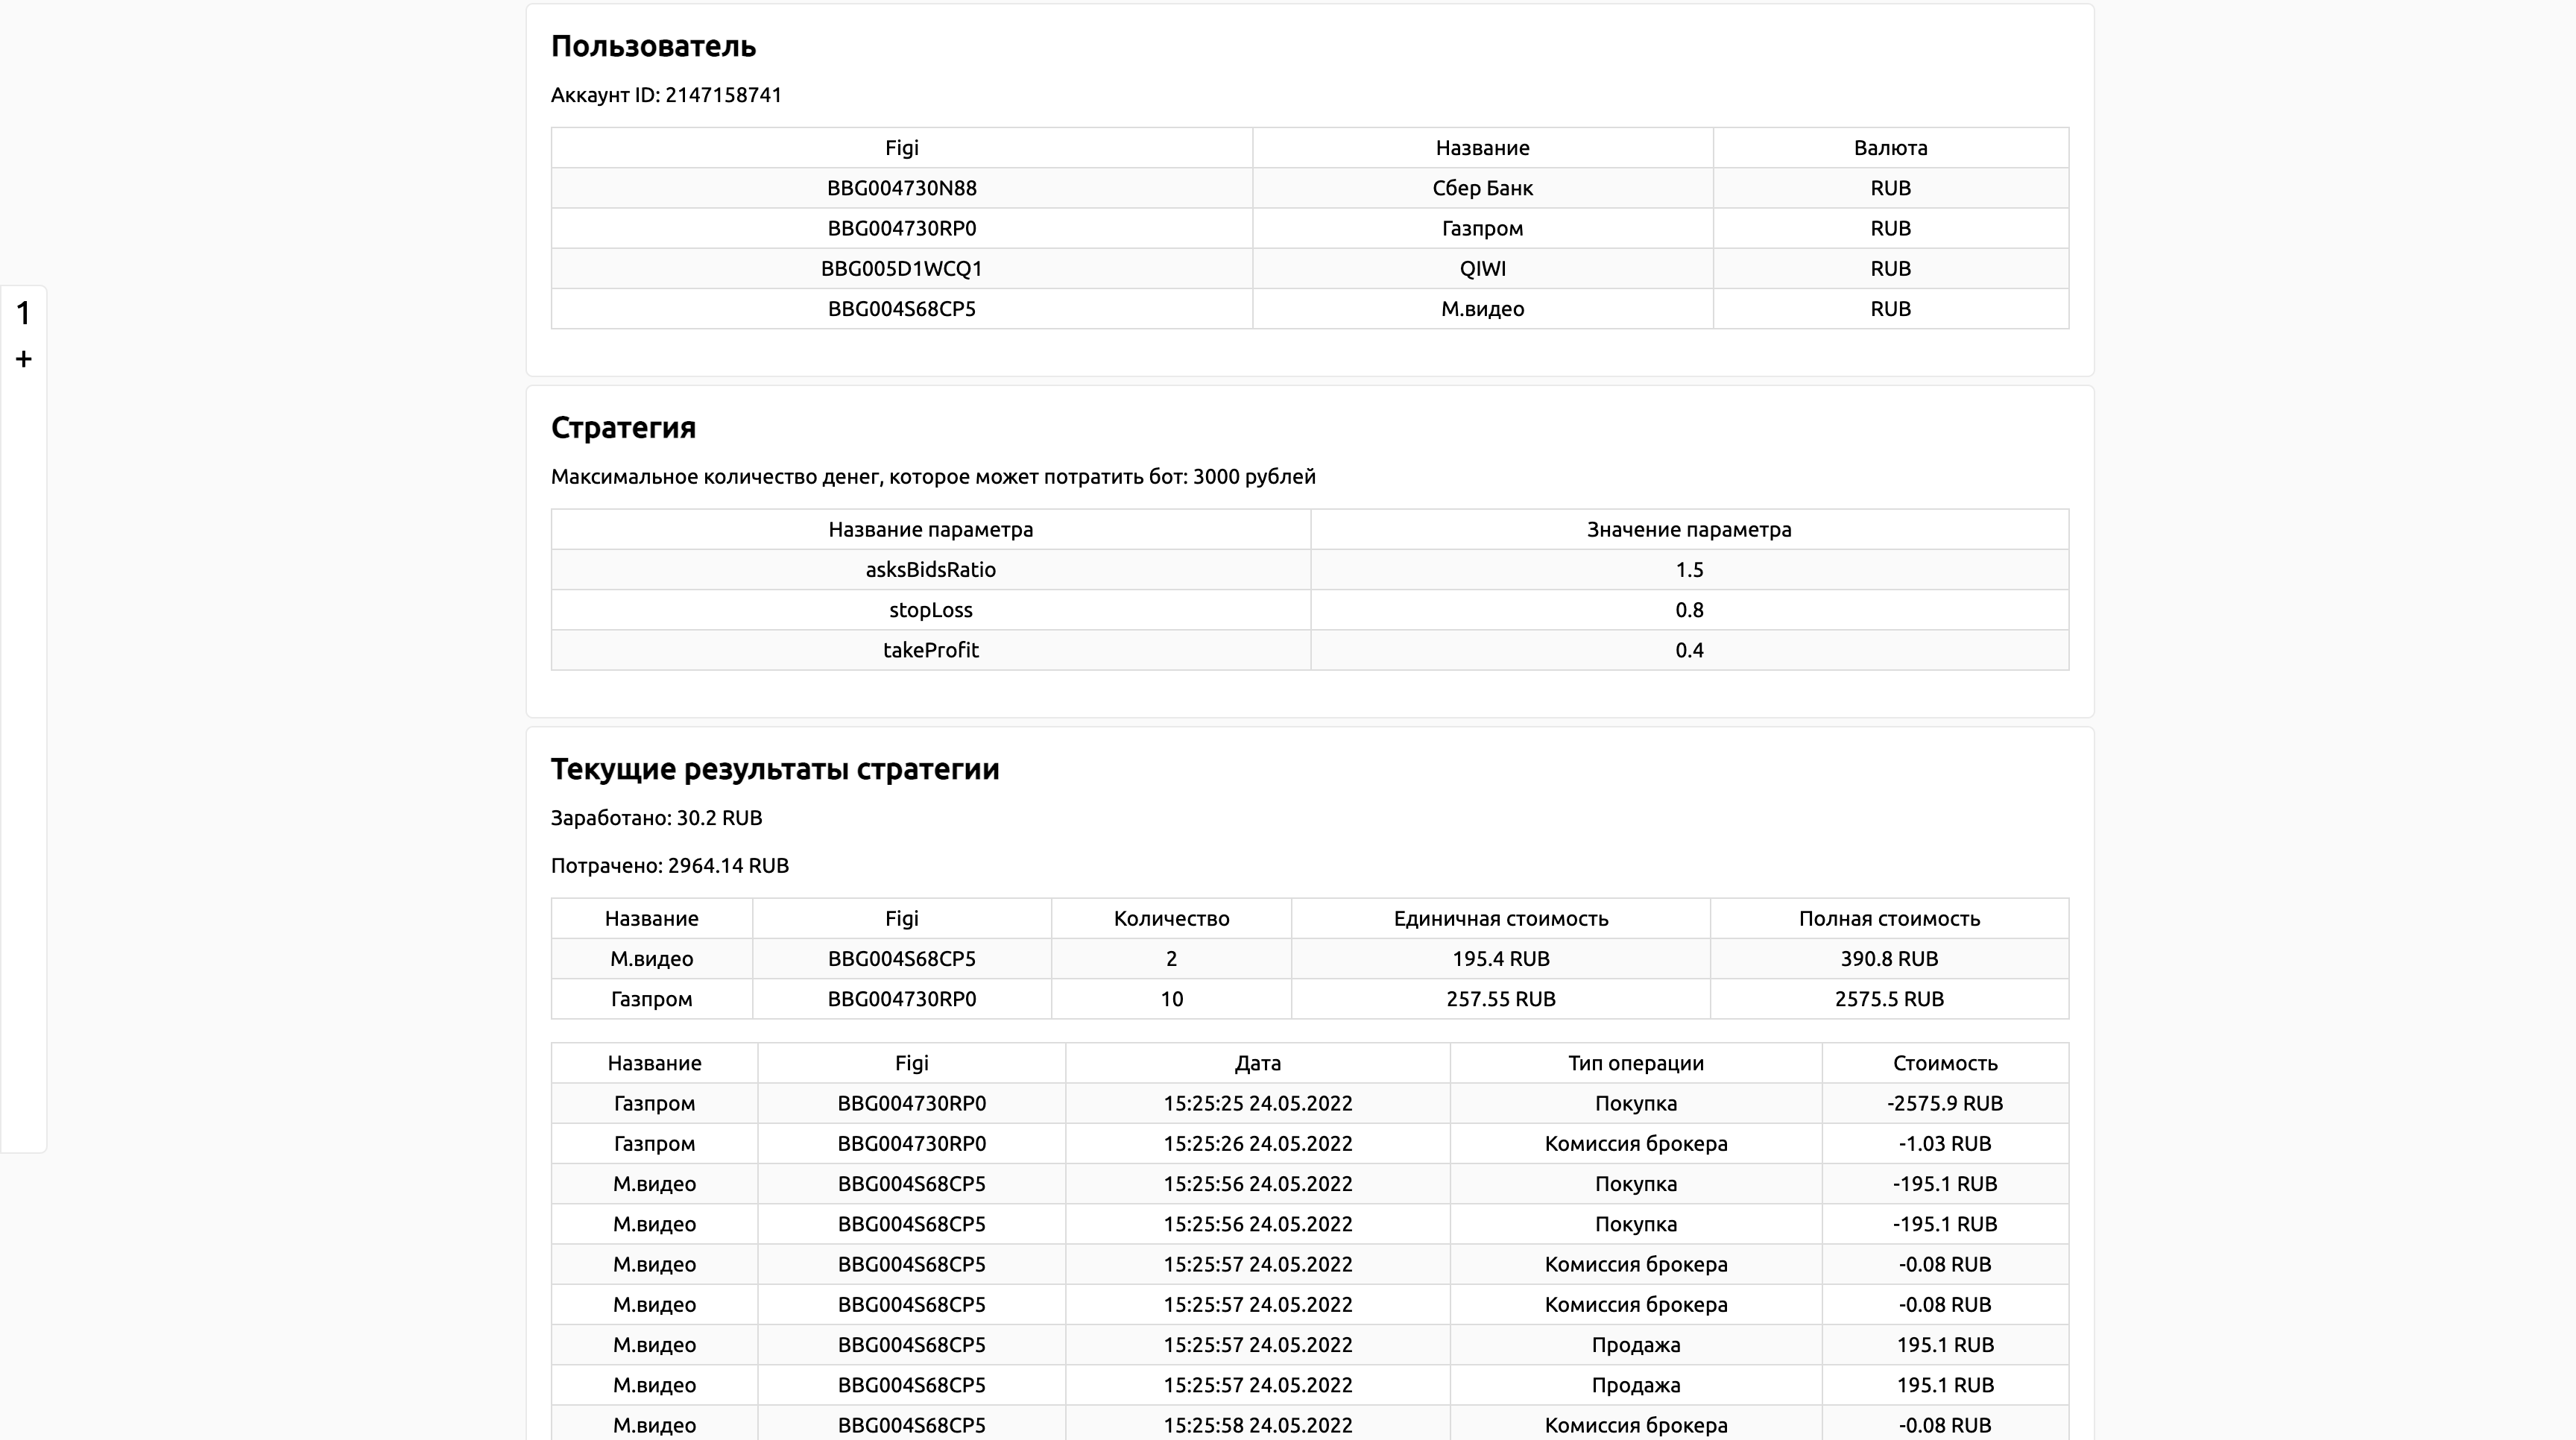 Пользователь
Аккаунт ID: 2147158741
Figi Название Валюта
BBG004730N88 Сбер Банк RUB
BBG004730RP0 Газпром RUB
BBG005D1WCQ1 QIWI RUB
BBG004S68CP5 М.видео RUB
1
+
Стратегия
Максимальное количество денег, которое может потратить бот: 3000 рублей
Название параметра Значение параметра
asksBidsRatio 1.5
stopLoss 0.8
takeProfit 0.4
Текущие результаты стратегии
Заработано: 30.2 RUB
Потрачено: 2964.14 RUB
Название Figi Количество Единичная стоимость Полная стоимость
М.видео BBG004S68CP5 2 195.4 RUB 390.8 RUB
Газпром BBG004730RP0 10 257.55 RUB 2575.5 RUB
Название Figi Дата Тип операции Стоимость
Газпром BBG004730RP0 15:25:25 24.05.2022 Покупка -2575.9 RUB
Газпром BBG004730RP0 15:25:26 24.05.2022 Комиссия брокера -1.03 RUB
М.видео BBG004S68CP5 15:25:56 24.05.2022 Покупка -195.1 RUB
М.видео BBG004S68CP5 15:25:56 24.05.2022 Покупка -195.1 RUB
М.видео BBG004S68CP5 15:25:57 24.05.2022 Комиссия брокера -0.08 RUB
М.видео BBG004S68CP5 15:25:57 24.05.2022 Комиссия брокера -0.08 RUB
М.видео BBG004S68CP5 15:25:57 24.05.2022 Продажа 195.1 RUB
М.видео BBG004S68CP5 15:25:57 24.05.2022 Продажа 195.1 RUB
М.видео BBG004S68CP5 15:25:58 24.05.2022 Комиссия брокера -0.08 RUB